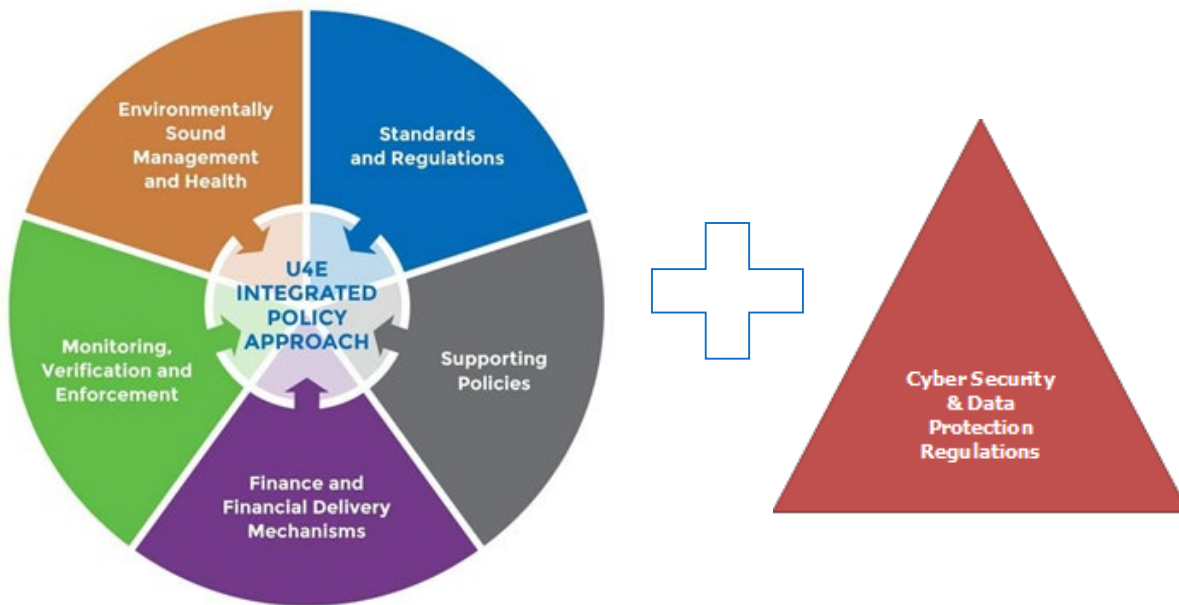 Environmentally
Sound
Management
and Health
Standards
and Regulations
U4E
INTEGRATED
POLICY
APPROACH
Monitoring,
Verification and
Enforcement
Supporting
Policies
Finance and
Financial Delivery
Mechanisms
Cyber Security
& Data
Protection
Regulations